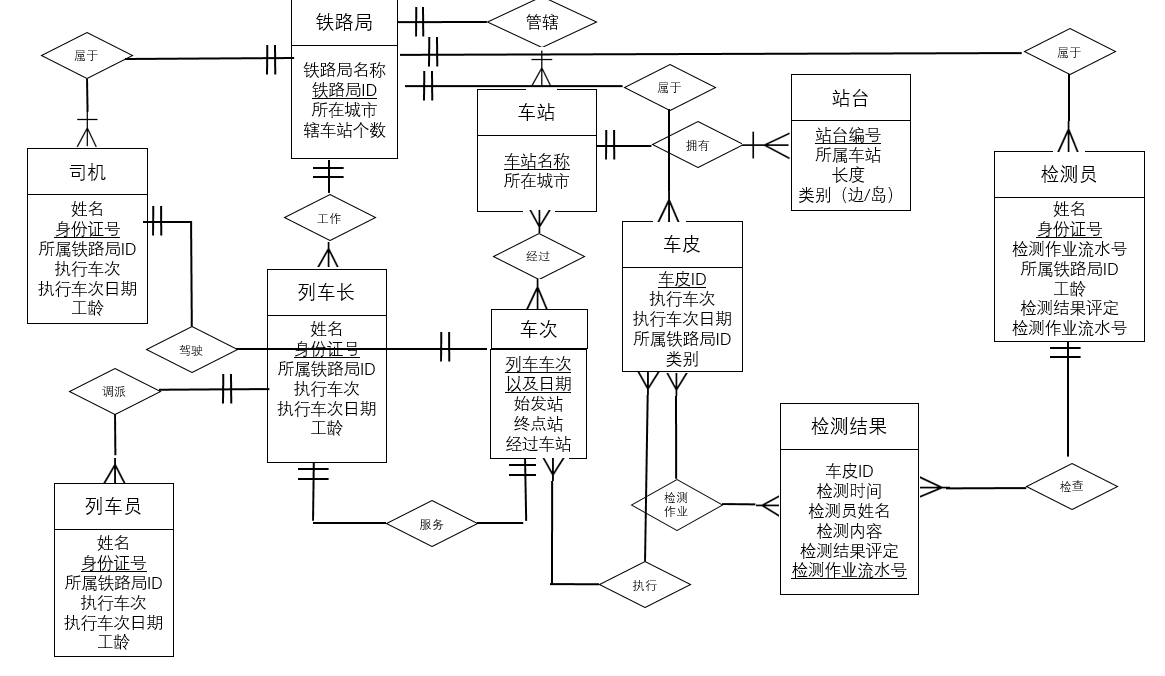 铁路局
铁路局名称
铁路局ID
所在城市
辖车站个数
管辖
属于
属于
属于
车站
车站名称
所在城市
拥有
站台
站台编号
所属车站
长度
类别（边/岛）
司机
姓名
身份证号
所属铁路局ID
执行车次
执行车次日期
工龄
工作
经过
检测员
姓名
身份证号
检测作业流水号
所属铁路局ID
工龄
检测结果评定
检测作业流水号
车皮
车皮ID
执行车次
执行车次日期
所属铁路局ID
类别
列车长
姓名
身份证号
所属铁路局ID
执行车次
执行车次日期
工龄
车次
列车车次
以及日期
始发站
终点站
经过车站
驾驶
调派
列车员
姓名
身份证号
所属铁路局ID
执行车次
执行车次日期
工龄
服务
检测
作业
执行
检测结果
车皮ID
检测时间
检测员姓名
检测内容
检测结果评定
检测作业流水号
检查